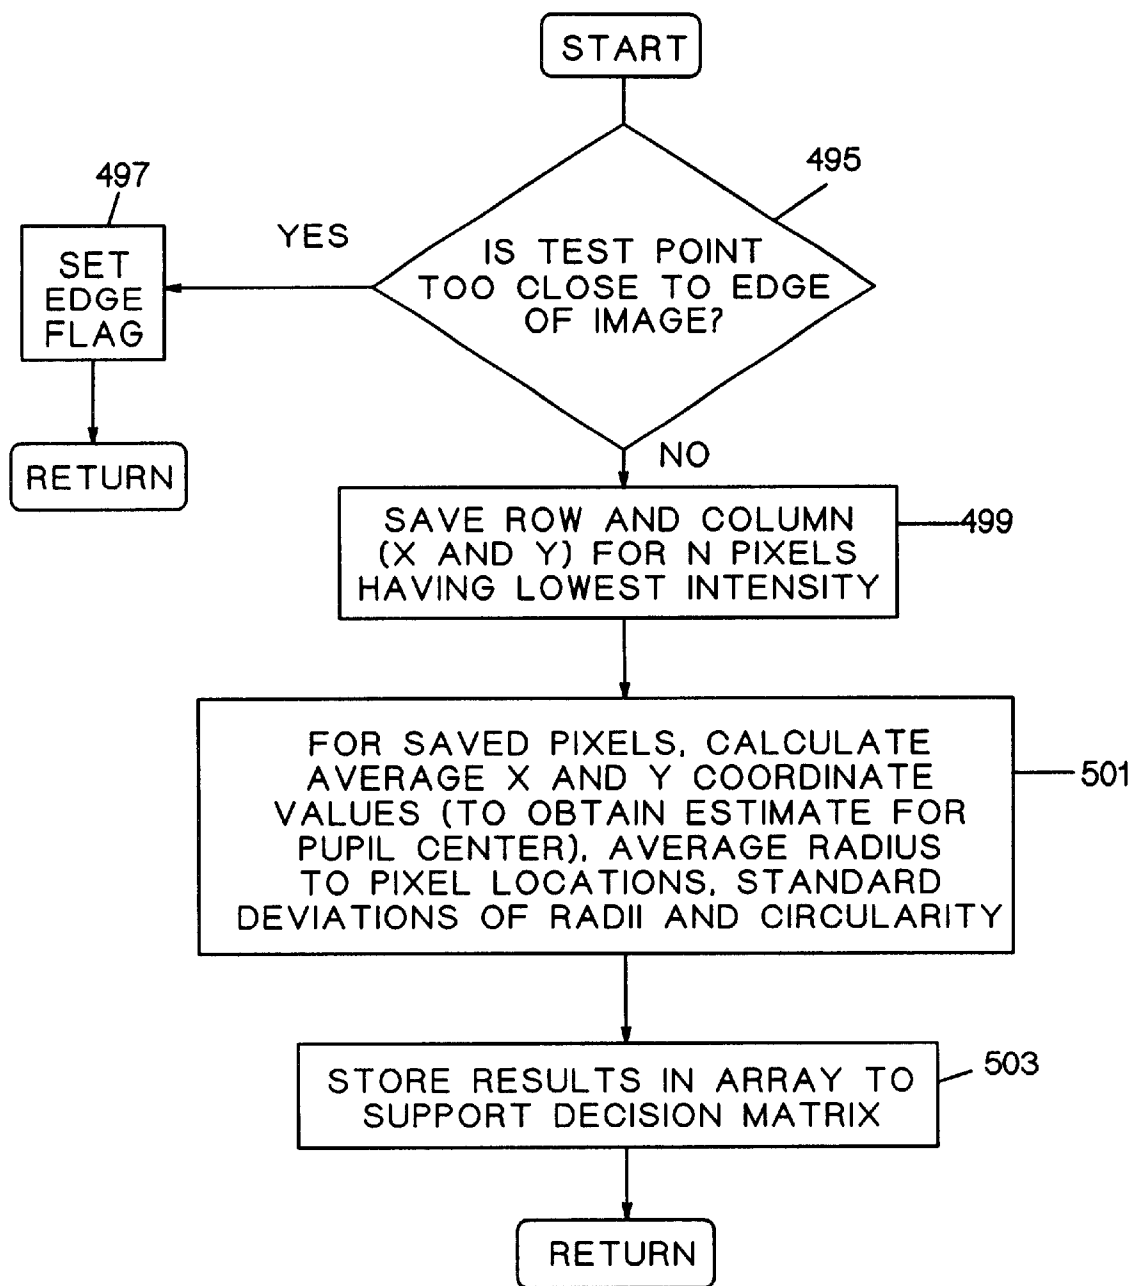 START
495
497
YES
IS TEST POINT
TOO CLOSE TO EDGE
OF IMAGE?
SET
EDGE
FLAG
RETURN
NO
SAVE ROW AND COLUMN
(X AND Y) FOR N PIXELS
HAVING LOWEST INTENSITY
499
FOR SAVED PIXELS, CALCULATE
AVERAGE X AND Y COORDINATE
VALUES (TO OBTAIN ESTIMATE FOR
PUPIL CENTER), AVERAGE RADIUS
TO PIXEL LOCATIONS, STANDARD
DEVIATIONS OF RADII AND CIRCULARITY
501
STORE RESULTS IN ARRAY TO
SUPPORT DECISION MATRIX
503
RETURN